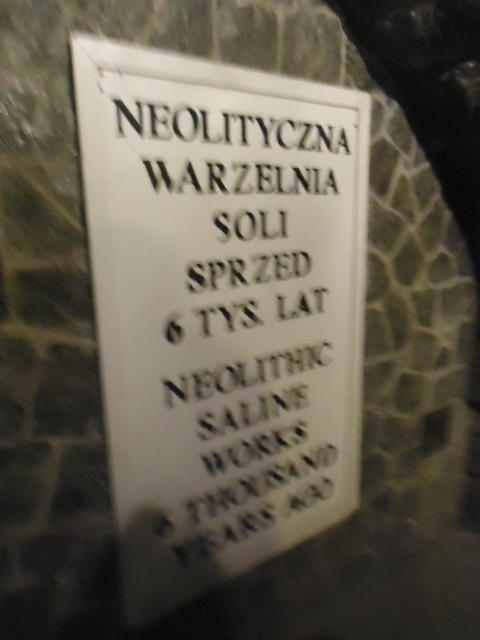 NEOLITYCZNA
WARZELNIA
SOLI
SPRZED
6 TYS. LAT
NEOLITHIC
SALINE
WORKS
6 THOUSAND
YEARS AGO